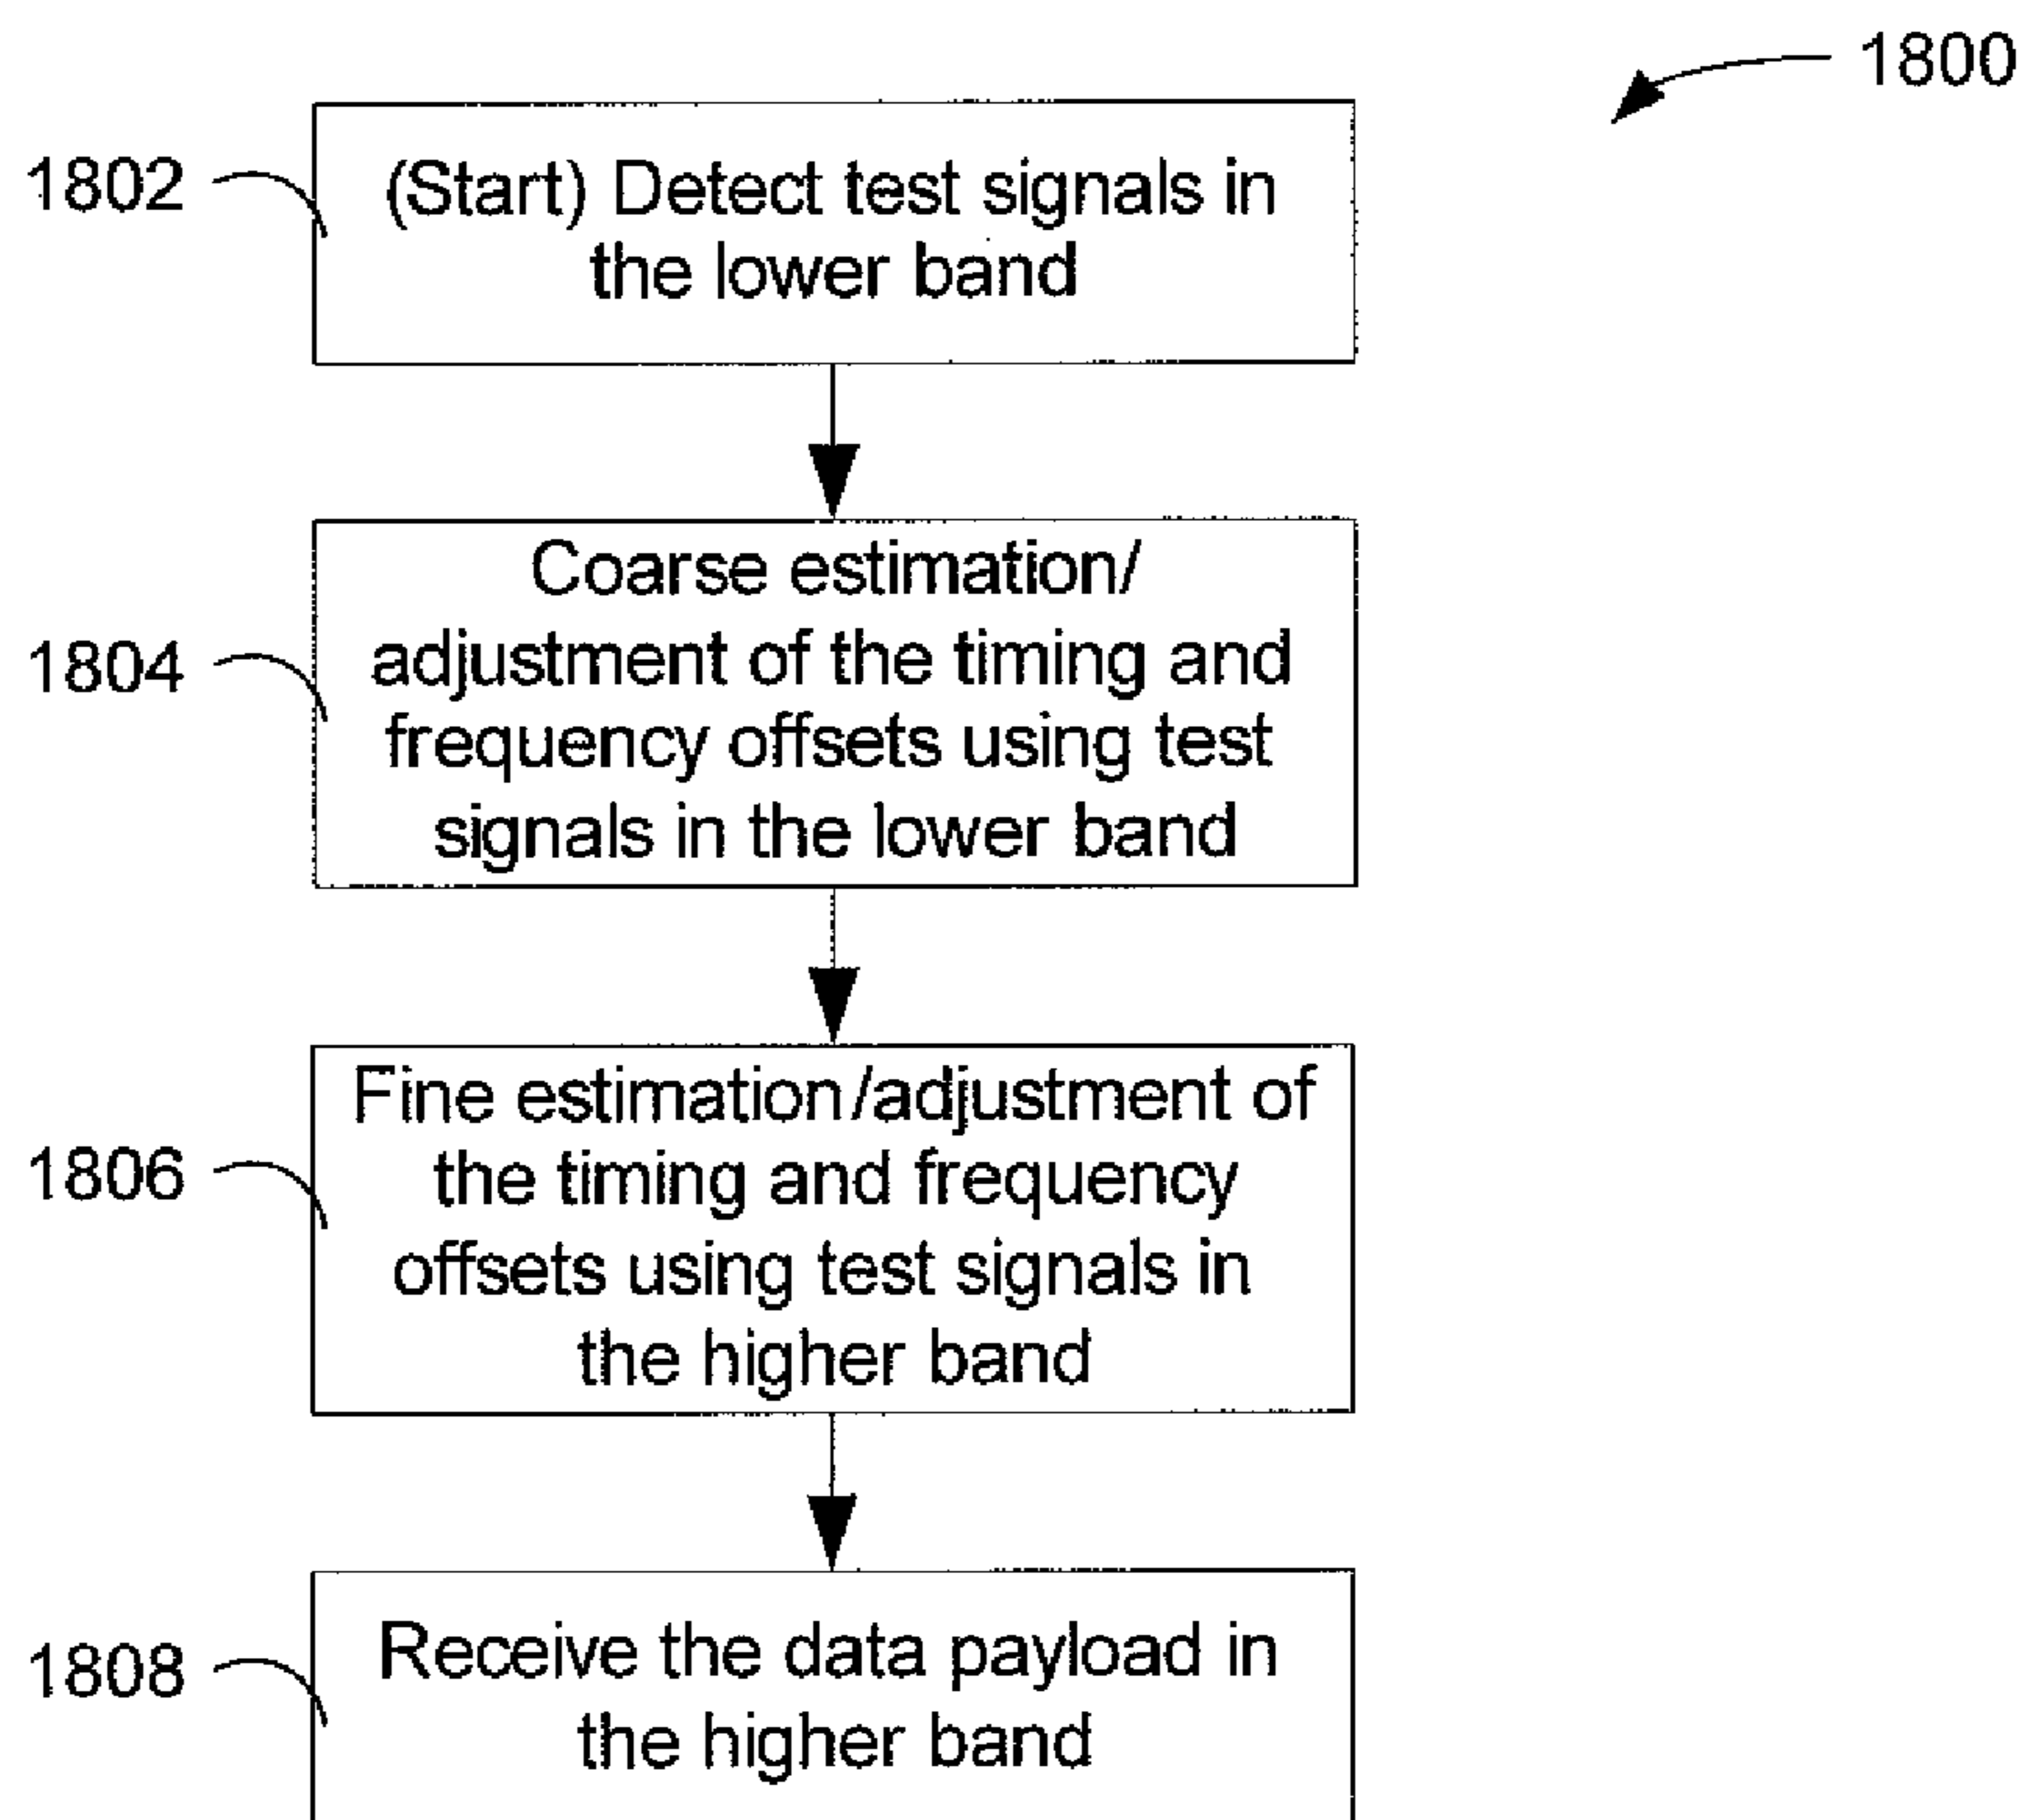 1800
1802
(Start) Detect test signals in
the lower band
1804
Coarse estimation/
adjustment of the timing and
frequency offsets using test
signals in the lower band
1806
Fine estimation/adjustment of
the timing and frequency
offsets using test signals in
the higher band
1808
Receive the data payload in
the higher band